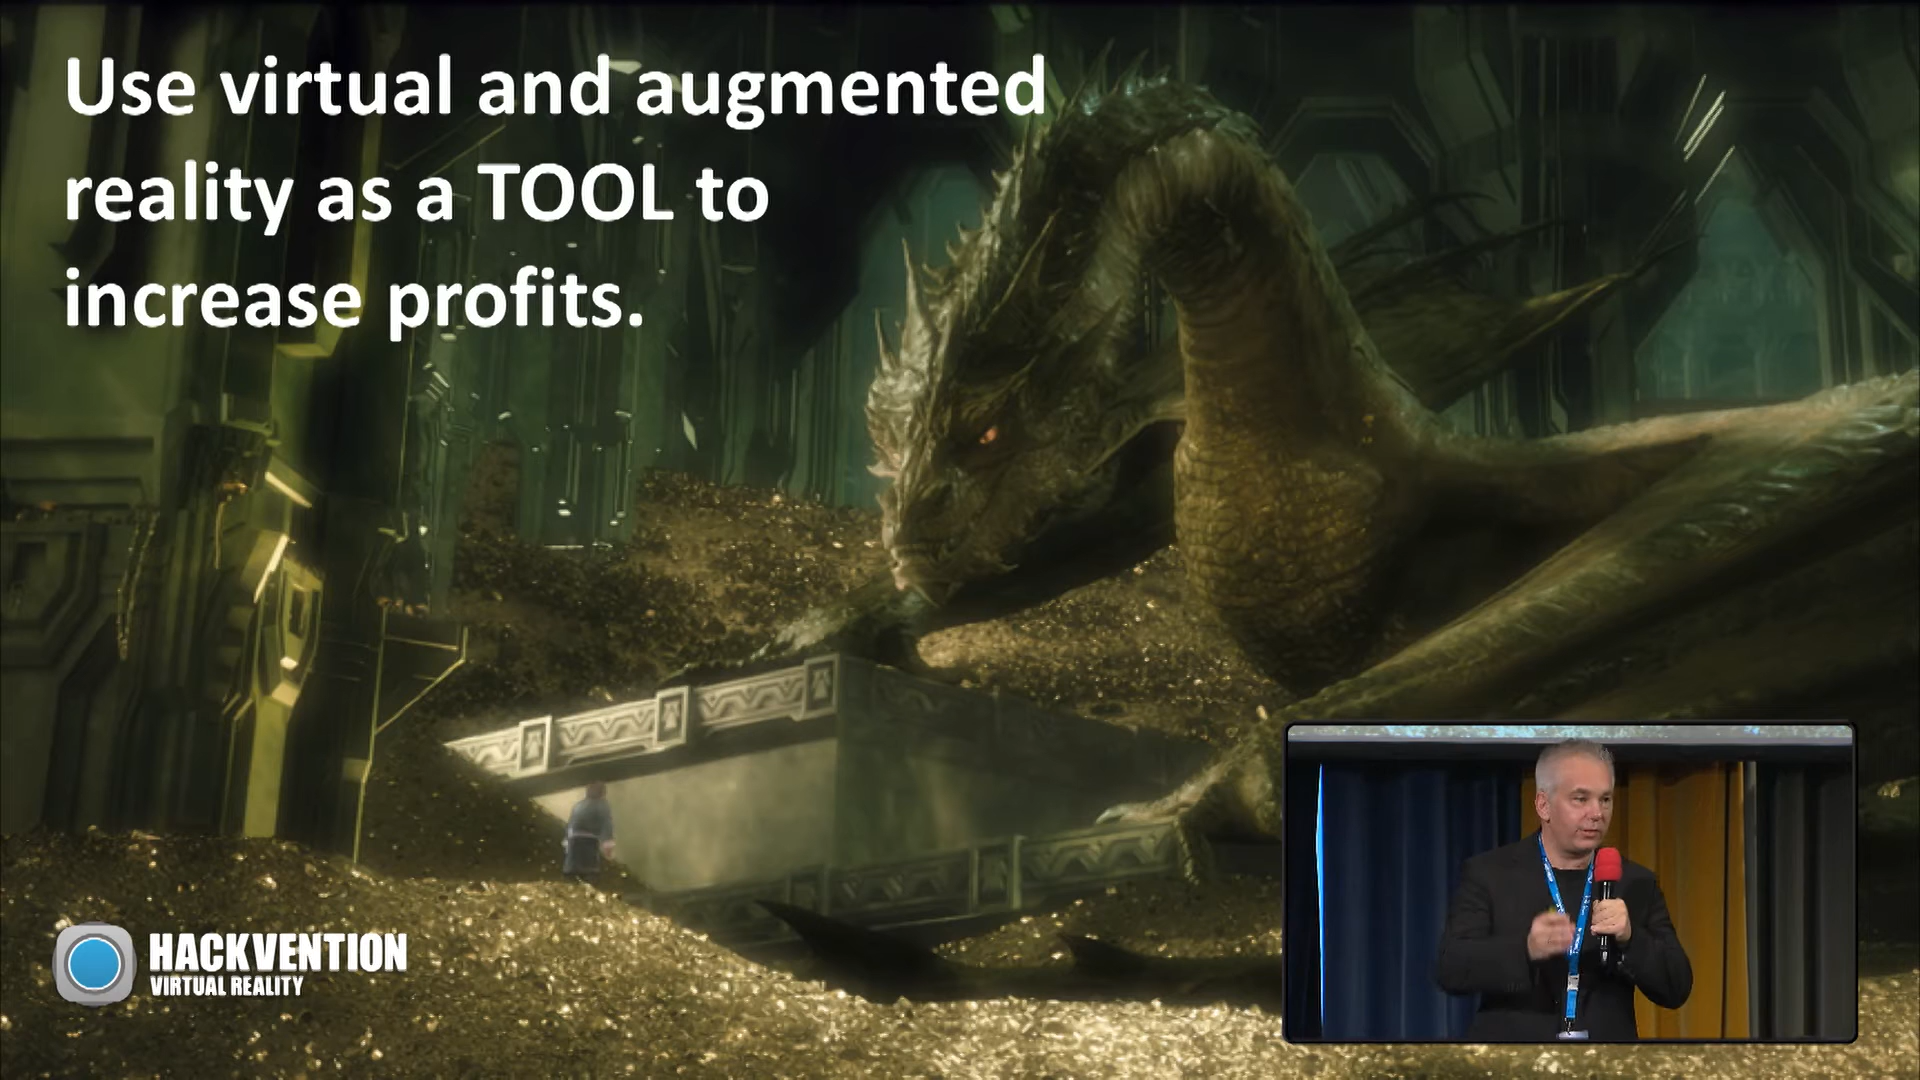 Use virtual and augmented
reality as a TOOL to
increase profits.
HACKVENTION
VIRTUAL REALITY